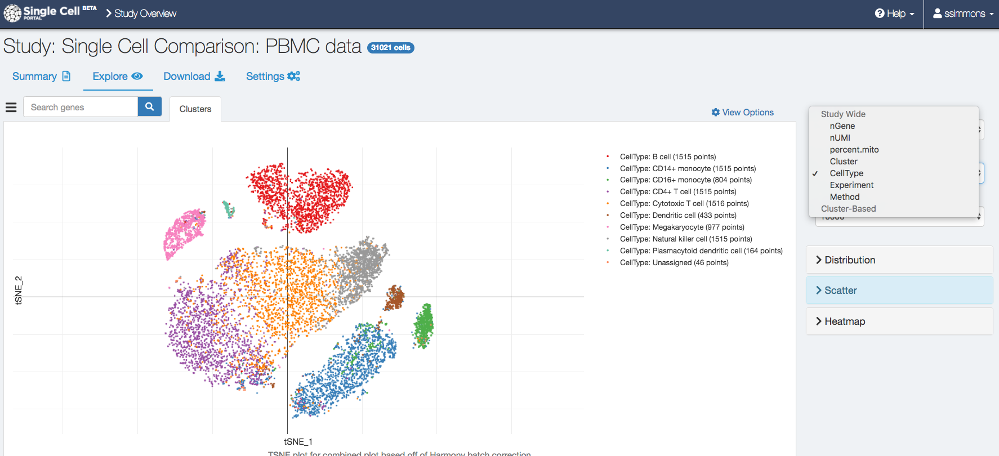 Single Cell BETA
PORTAL
Study Overview
Help
ssimmons
Study: Single Cell Comparison: PBMC data 31021 cells
Summary
Explore
Download
Settings
Search genes
Clusters
View Options
Study Wide
nGene
nUMI
percent.mito
Cluster
CellType
Experiment
Method
Cluster-Based
10000
CellType: B cell (1515 points)
CellType: CD14+ monocyte (1515 points)
CellType: CD16+ monocyte (804 points)
CellType: CD4+ T cell (1515 points)
CellType: Cytotoxic T cell (1516 points)
CellType: Dendritic cell (433 points)
CellType: Megakaryocyte (977 points)
CellType: Natural killer cell (1515 points)
CellType: Plasmacytoid dendritic cell (164 points)
CellType: Unassigned (46 points)
Distribution
Scatter
Heatmap
tSNE_2
tSNE_1
TSNE plot for combined plot based off of Harmony batch correction